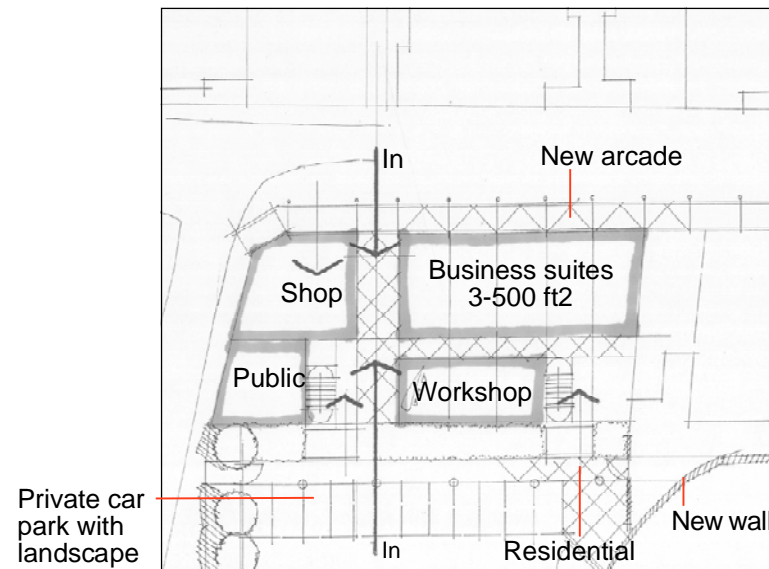 In
New arcade
Business suites
3-500 ft2
Shop
Public
Workshop
Private car
park with
landscape
In
Residential
New wall